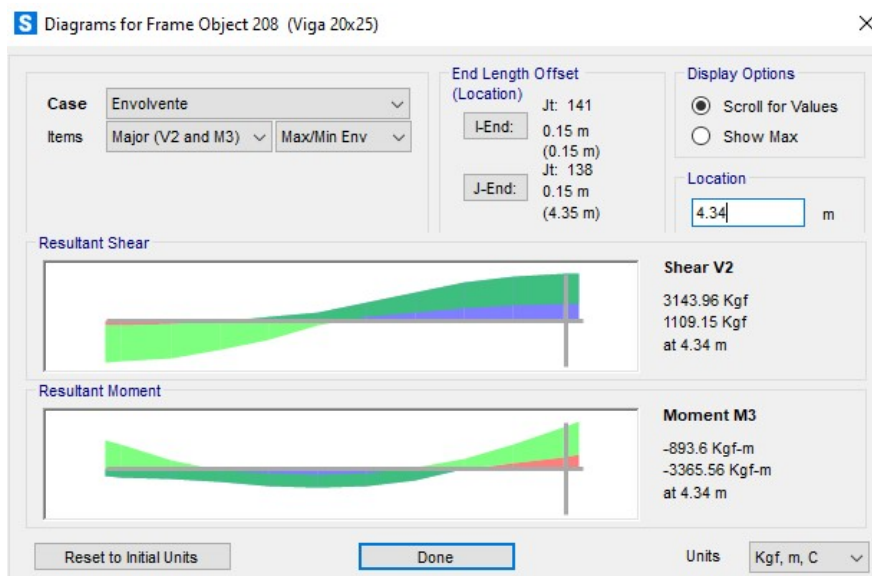 S Diagrams for Frame Object 208 (Viga 20x25)
Case Envolvente
Items Major (V2 and M3) Max/Min Env
End Length Offset
(Location)
I-End:
Jt: 141
0.15 m
(0.15 m)
J-End:
Jt: 138
0.15 m
(4.35 m)
Display Options
Scroll for Values
Show Max
Location
4.34 m
Resultant Shear
Shear V2
3143.96 Kgf
1109.15 Kgf
at 4.34 m
Resultant Moment
Moment M3
-893.6 Kgf-m
-3365.56 Kgf-m
at 4.34 m
Reset to Initial Units
Done
Units Kgf, m, C